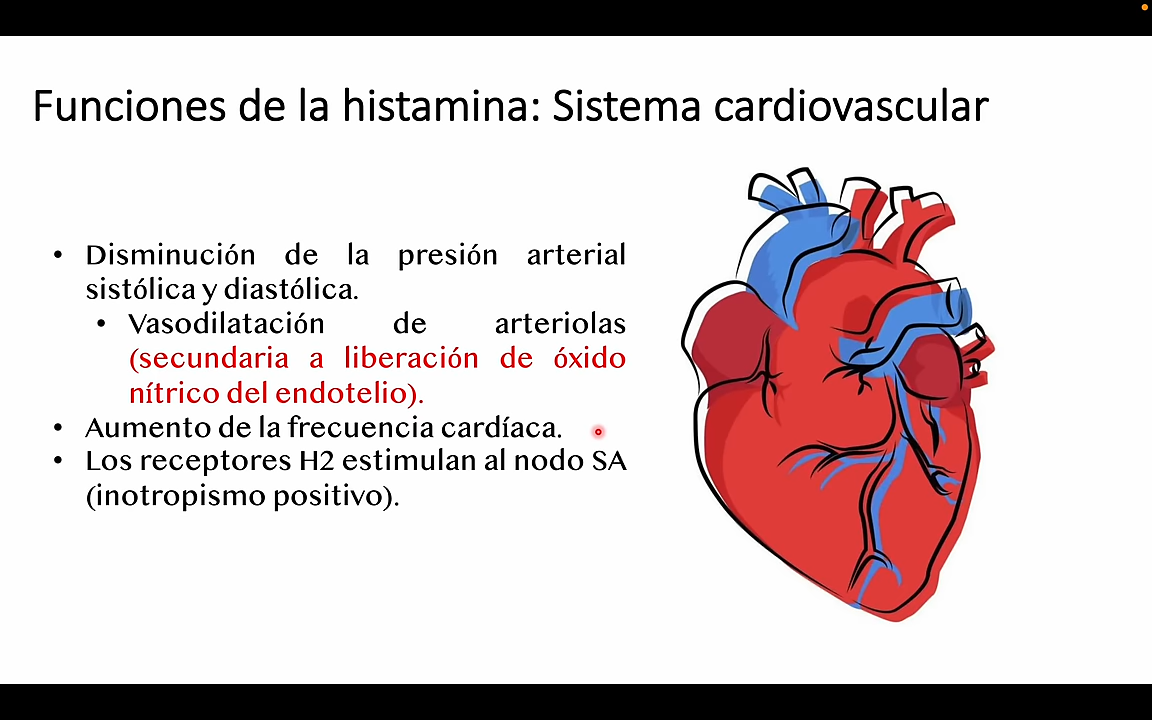 Funciones de la histamina: Sistema cardiovascular
• Disminución de la presión arterial
sistólica y diastólica.
• Vasodilatación de arteriolas
(secundaria a liberación de óxido
nítrico del endotelio).
• Aumento de la frecuencia cardíaca.
• Los receptores H2 estimulan al nodo SA
(inotropismo positivo).